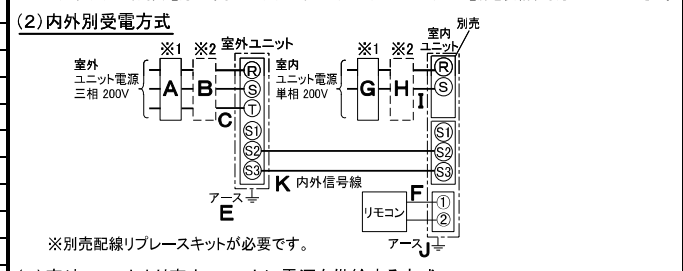 (2)内外別受電方式
室外
ユニット電源
三相 200V
※1
A
※2
B
C
室外ユニット
R
S
T
S1
S2
S3
アース
E
室内
ユニット電源
単相 200V
※1
G
※2
H
I
室内
ユニット
別売
R
S
S1
S2
S3
K 内外信号線
F
リモコン
①
②
アース
J
※別売配線リプレースキットが必要です。